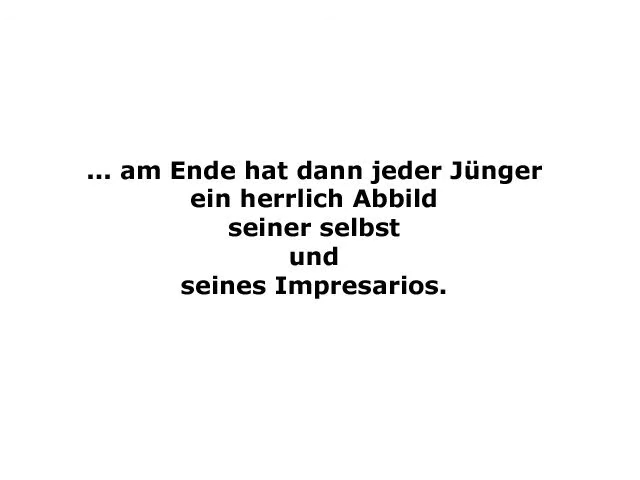 ... am Ende hat dann jeder Jünger
ein herrlich Abbild
seiner selbst
und
seines Impresarios.